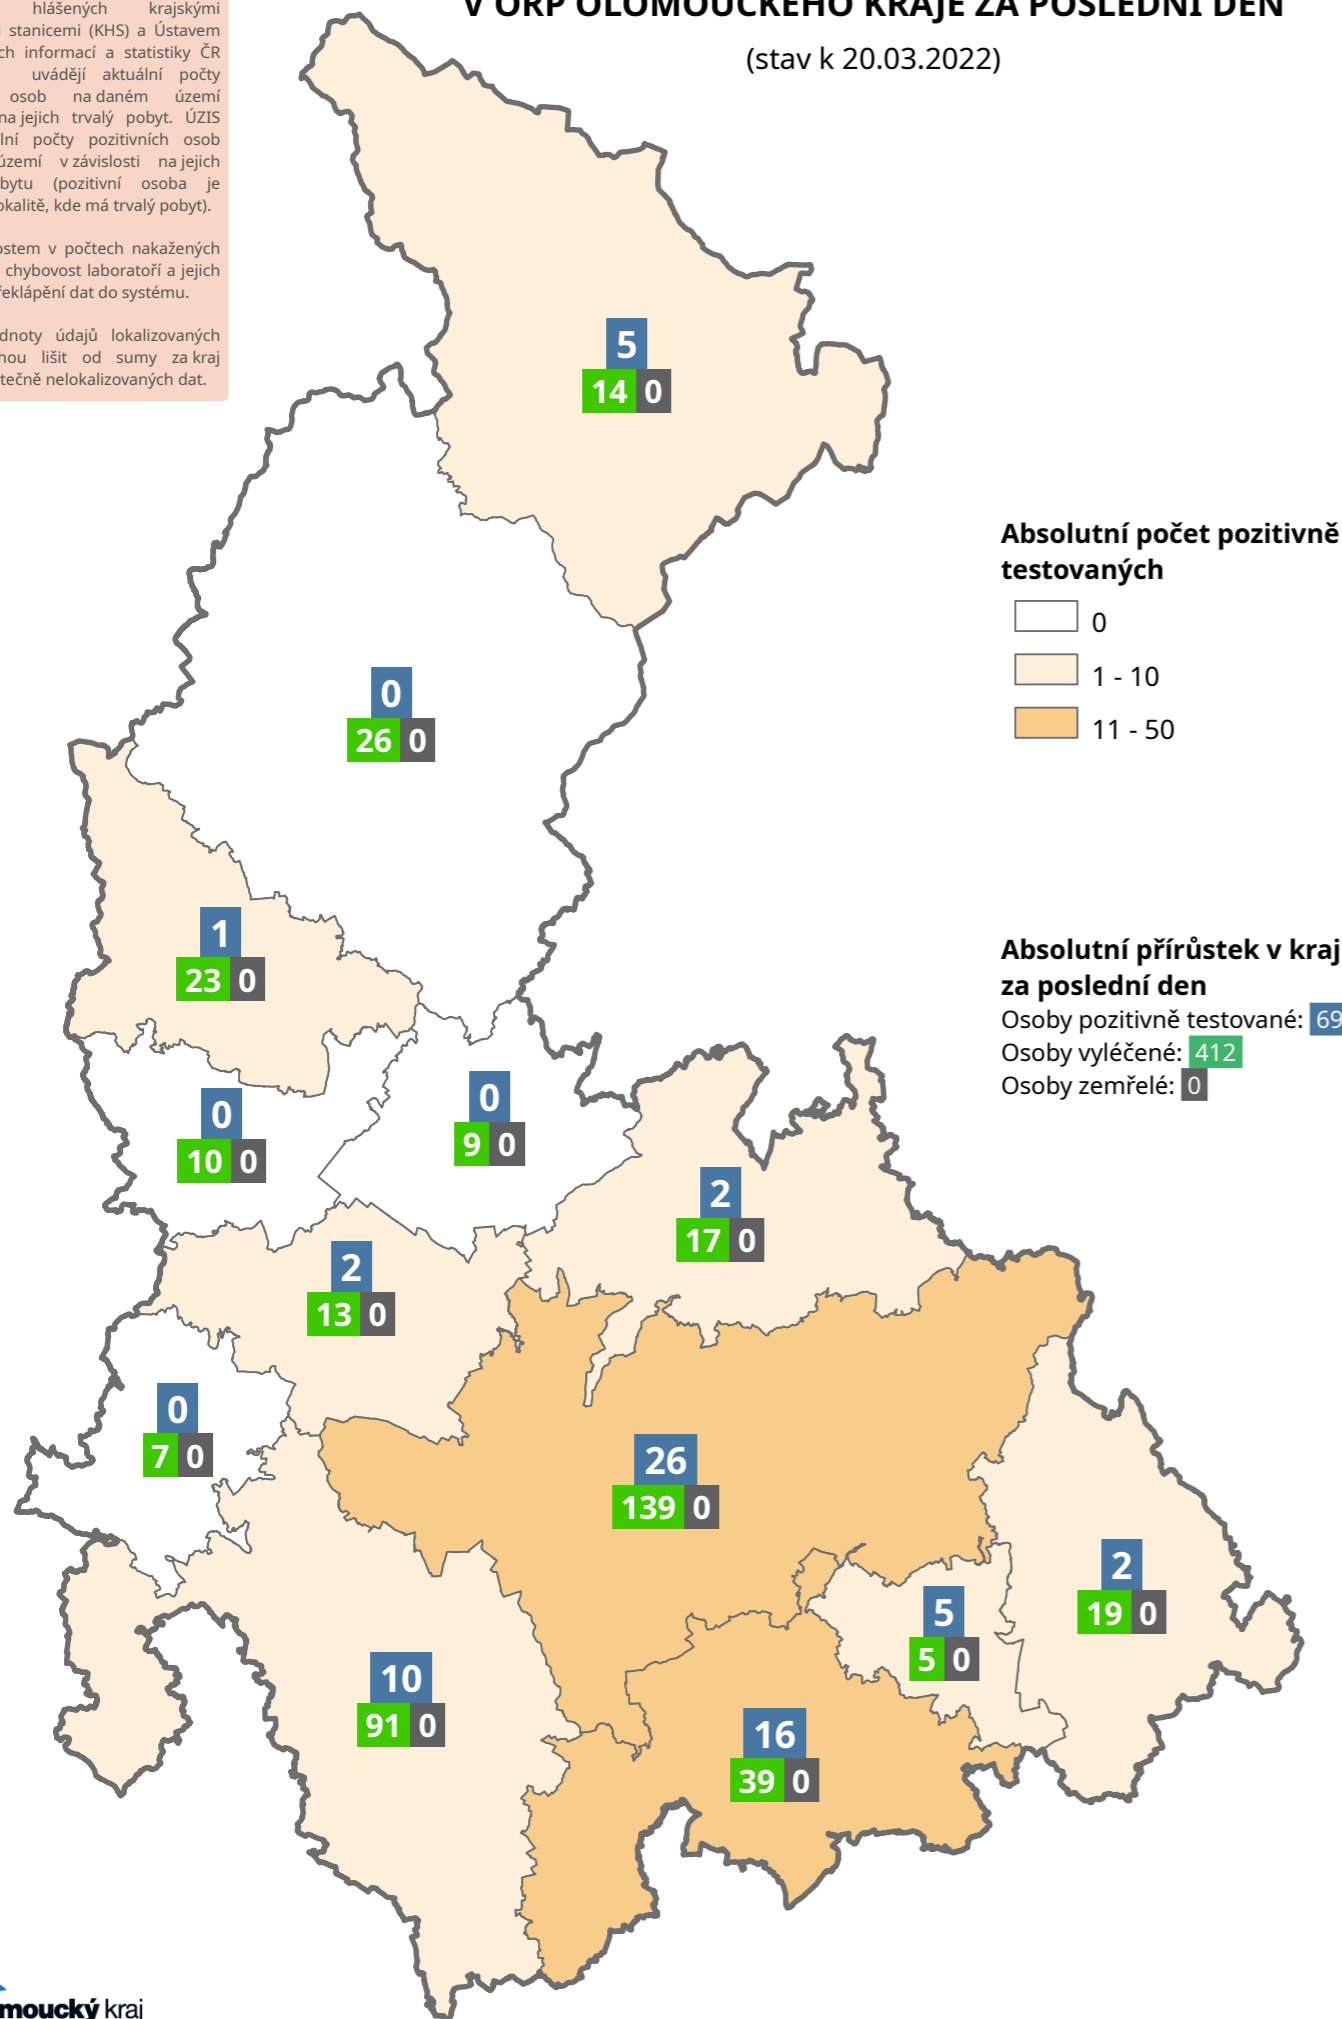 V ORP OLOMOUCKÉHO KRAJE ZA POSLEDNÍ DEN
(stav k 20.03.2022)
hlášených krajskými
stanicemi (KHS) a Ústavem
informací a statistiky ČR
uvádějí aktuální počty
osob na daném území
na jejich trvalý pobyt. ÚZIS
počty pozitivních osob
území v závislosti na jejich
(pozitivní osoba je
kde má trvalý pobyt).
v počtech nakažených
chybovost laboratoří a jejich
dat do systému.
údajů lokalizovaných
lišit od sumy za kraj
nelokalizovaných dat.
5
14 0
0
26 0
1
23 0
0
10 0
0
9 0
2
17 0
2
13 0
0
7 0
26
139 0
2
19 0
5
5 0
10
91 0
16
39 0
Absolutní počet pozitivně
testovaných
0
1 - 10
11 - 50
Absolutní přírůstek v kraj
za poslední den
Osoby pozitivně testované: 69
Osoby vyléčené: 412
Osoby zemřelé: 0
moucký kraj